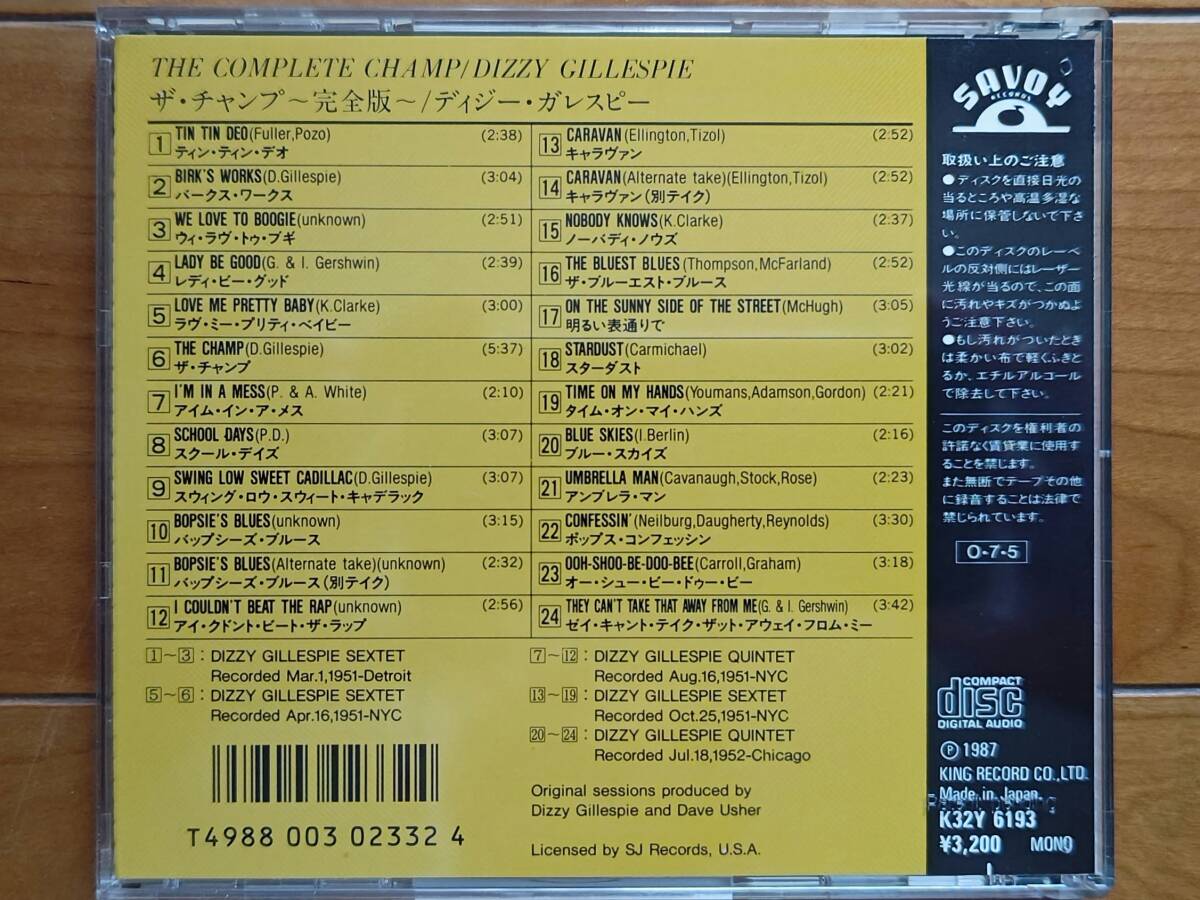 THE COMPLETE CHAMP/DIZZY GILLESPIE
ザ・チャンプ〜完全版〜/ディジー・ガレスピー
1 TIN TIN DEO(Fuller,Pozo) (2:38)
ティン・ティン・デオ
2 BIRK'S WORKS(D.Gillespie) (3:04)
バークス・ワークス
3 WE LOVE TO BOOGIE(unknown) (2:51)
ウィ・ラヴ・トゥ・ブギ
4 LADY BE GOOD(G. & I. Gershwin) (2:39)
レディ・ビー・グッド
5 LOVE ME PRETTY BABY(K.Clarke) (3:00)
ラヴ・ミー・プリティ・ベイビー
6 THE CHAMP(D.Gillespie) (5:37)
ザ・チャンプ
7 I'M IN A MESS(P. & A. White) (2:10)
アイム・イン・ア・メス
8 SCHOOL DAYS(P.D.) (3:07)
スクール・デイズ
9 SWING LOW SWEET CADILLAC(D.Gillespie) (3:07)
スウィング・ロウ・スウィート・キャデラック
10 BOPSIE'S BLUES(unknown) (3:15)
バップシーズ・ブルース
11 BOPSIE'S BLUES(Alternate take)(unknown) (2:32)
バップシーズ・ブルース(別テイク)
12 I COULDN'T BEAT THE RAP(unknown) (2:56)
アイ・クドント・ビート・ザ・ラップ
13 CARAVAN(Ellington,Tizol) (2:52)
キャラヴァン
14 CARAVAN(Alternate take)(Ellington,Tizol) (2:52)
キャラヴァン(別テイク)
15 NOBODY KNOWS(K.Clarke) (2:37)
ノーバディ・ノウズ
16 THE BLUEST BLUES(Thompson,McFarland) (2:52)
ザ・ブルーエスト・ブルース
17 ON THE SUNNY SIDE OF THE STREET(McHugh) (3:05)
明るい表通りで
18 STARDUST(Carmichael) (3:02)
スターダスト
19 TIME ON MY HANDS(Youmans,Adamson,Gordon) (2:21)
タイム・オン・マイ・ハンズ
20 BLUE SKIES(I.Berlin) (2:16)
ブルー・スカイズ
21 UMBRELLA MAN(Cavanaugh,Stock,Rose) (2:23)
アンブレラ・マン
22 CONFESSIN'(Neilburg,Daugherty,Reynolds) (3:30)
ポップス・コンフェッシン
23 OOH-SHOO-BE-DOO-BEE(Carroll,Graham) (3:18)
オー・シュー・ビー・ドゥー・ビー
24 THEY CAN'T TAKE THAT AWAY FROM ME(G. & I. Gershwin) (3:42)
ゼイ・キャント・テイク・ザット・アウェイ・フロム・ミー
1〜3: DIZZY GILLESPIE SEXTET
Recorded Mar.1,1951-Detroit
5〜6: DIZZY GILLESPIE SEXTET
Recorded Apr.16,1951-NYC
7〜12: DIZZY GILLESPIE QUINTET
Recorded Aug.16,1951-NYC
13〜19: DIZZY GILLESPIE SEXTET
Recorded Oct.25,1951-NYC
20〜24: DIZZY GILLESPIE QUINTET
Recorded Jul.18,1952-Chicago
Original sessions produced by
Dizzy Gillespie and Dave Usher
Licensed by SJ Records, U.S.A.
T4988 003 02332 4
SAVOY
RECORDS
取扱い上のご注意
●ディスクを直接日光の
当るところや高温多湿な
場所に保管しないで下さ
い。
●このディスクのレーベ
ルの反対側にはレーザー
光線が当るので、この面
に汚れやキズがつかぬよ
うご注意下さい。
●もし汚れがついたとき
は柔かい布で軽くふきと
るか、エチルアルコール
で除去して下さい。
このディスクを権利者の
許諾なく賃貸業に使用す
ることを禁じます。
また無断でテープその他
に録音することは法律で
禁じられています。
O-7-5
COMPACT
disc
DIGITAL AUDIO
Ⓟ 1987
KING RECORD CO.,LTD.
Made in Japan.
K32Y 6193
¥3,200 MONO